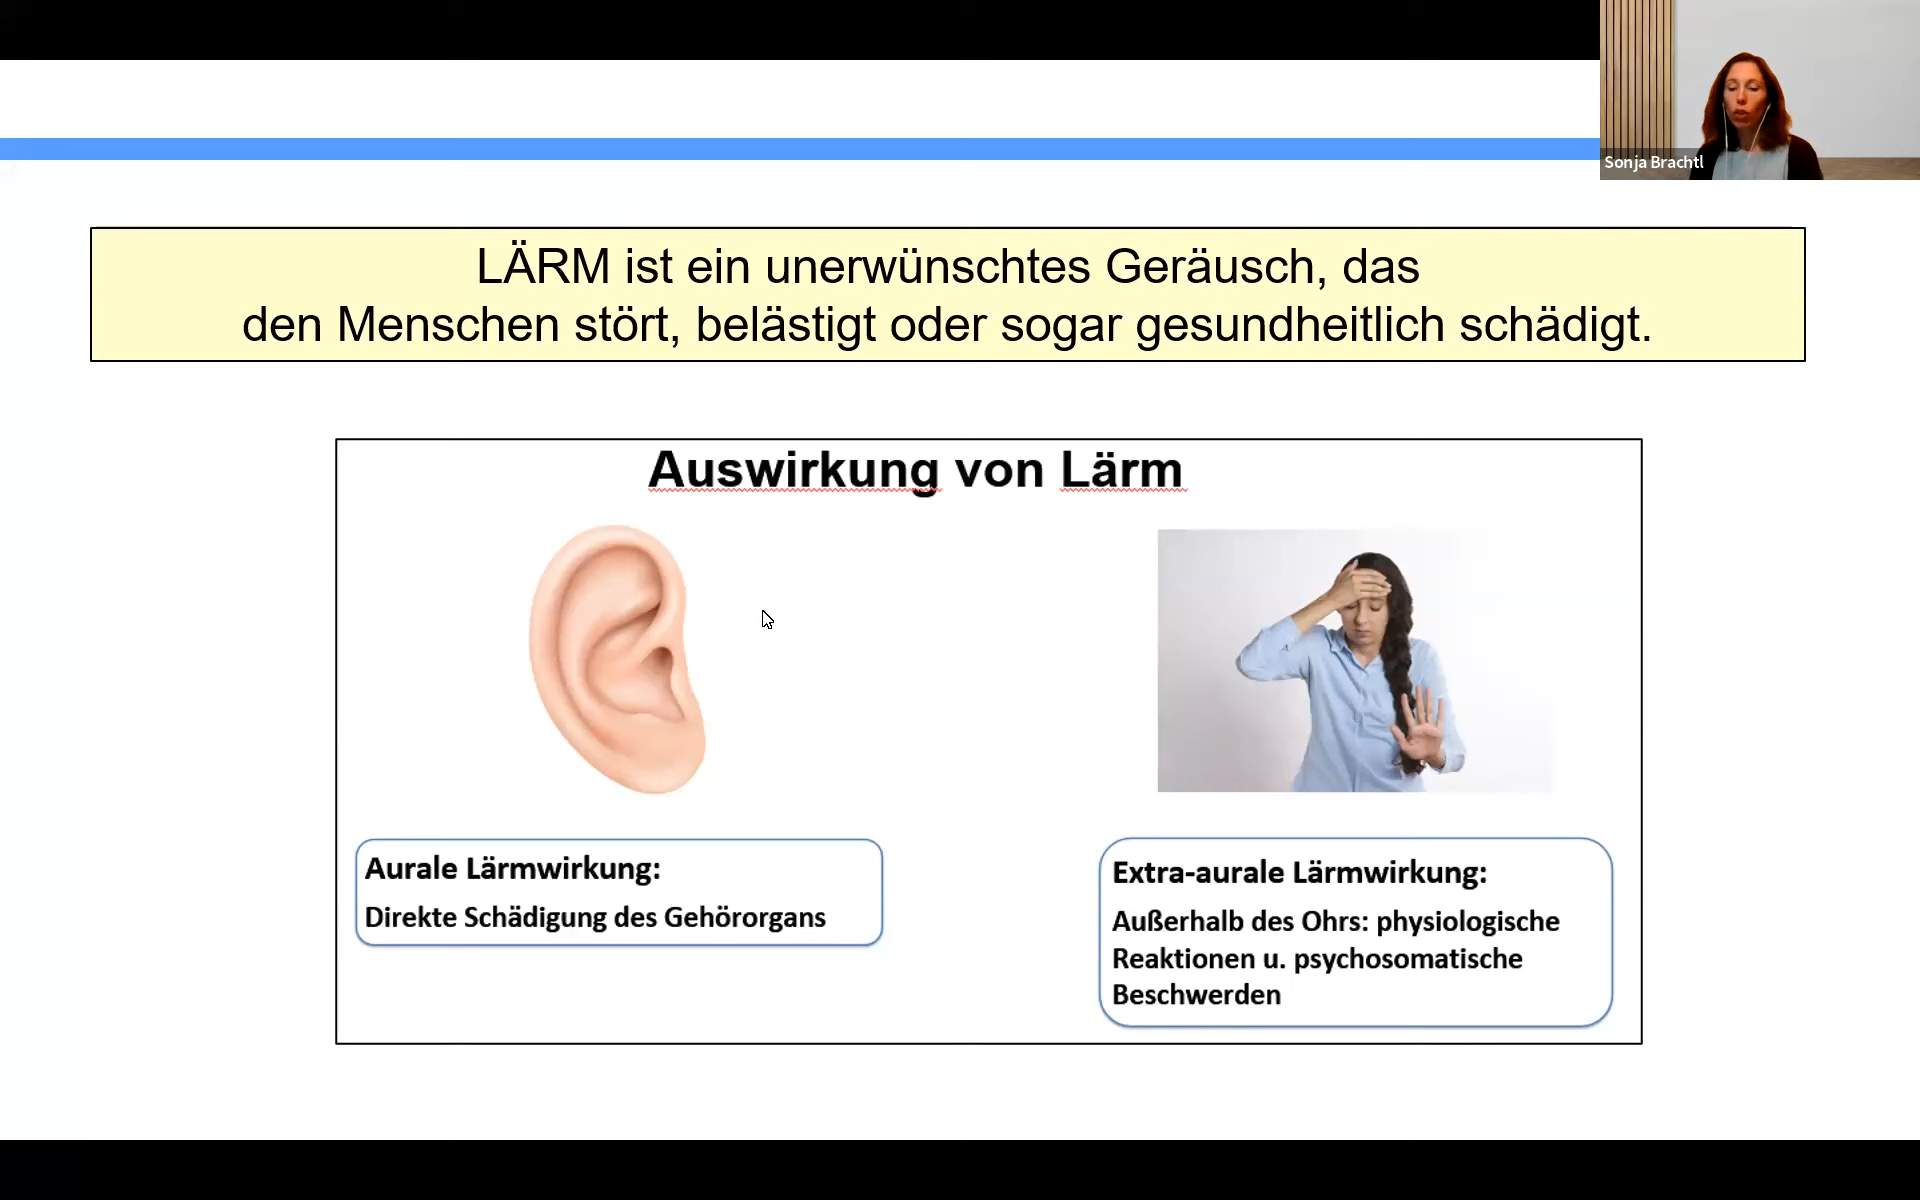 Sonja Brachtl
LÄRM ist ein unerwünschtes Geräusch, das
den Menschen stört, belästigt oder sogar gesundheitlich schädigt.
Auswirkung von Lärm
Aurale Lärmwirkung:
Direkte Schädigung des Gehörorgans
Extra-aurale Lärmwirkung:
Außerhalb des Ohrs: physiologische
Reaktionen u. psychosomatische
Beschwerden